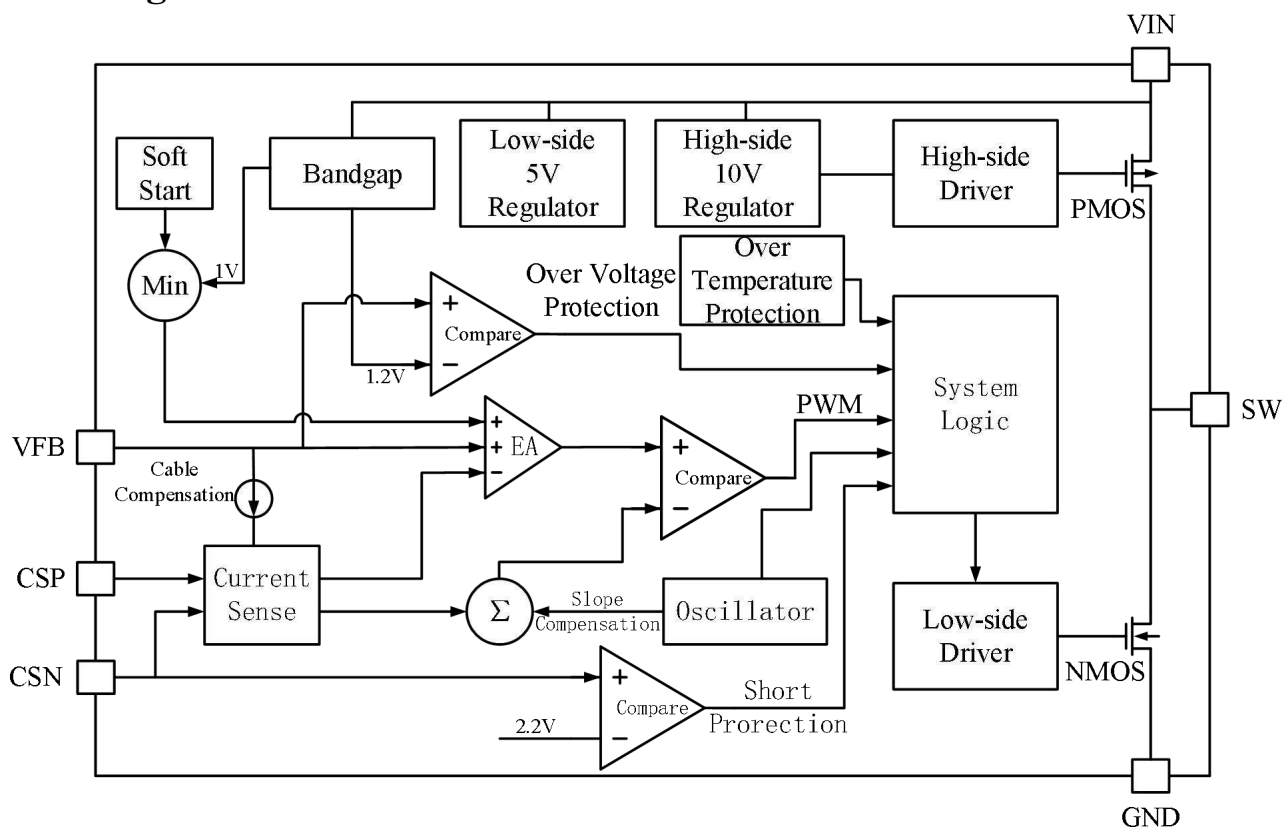 VIN
Soft
Start
Bandgap
Low-side
5V
Regulator
High-side
10V
Regulator
High-side
Driver
PMOS
Min
1V
Over Voltage
Protection
Over
Temperature
Protection
+
Compare
−
1.2V
System
Logic
PWM
SW
VFB
+
+
EA
−
+
Compare
−
Cable
Compensation
CSP
Current
Sense
Σ
Slope
Compensation
Oscillator
Low-side
Driver
NMOS
CSN
+
Compare
−
2.2V
Short
Prorection
GND